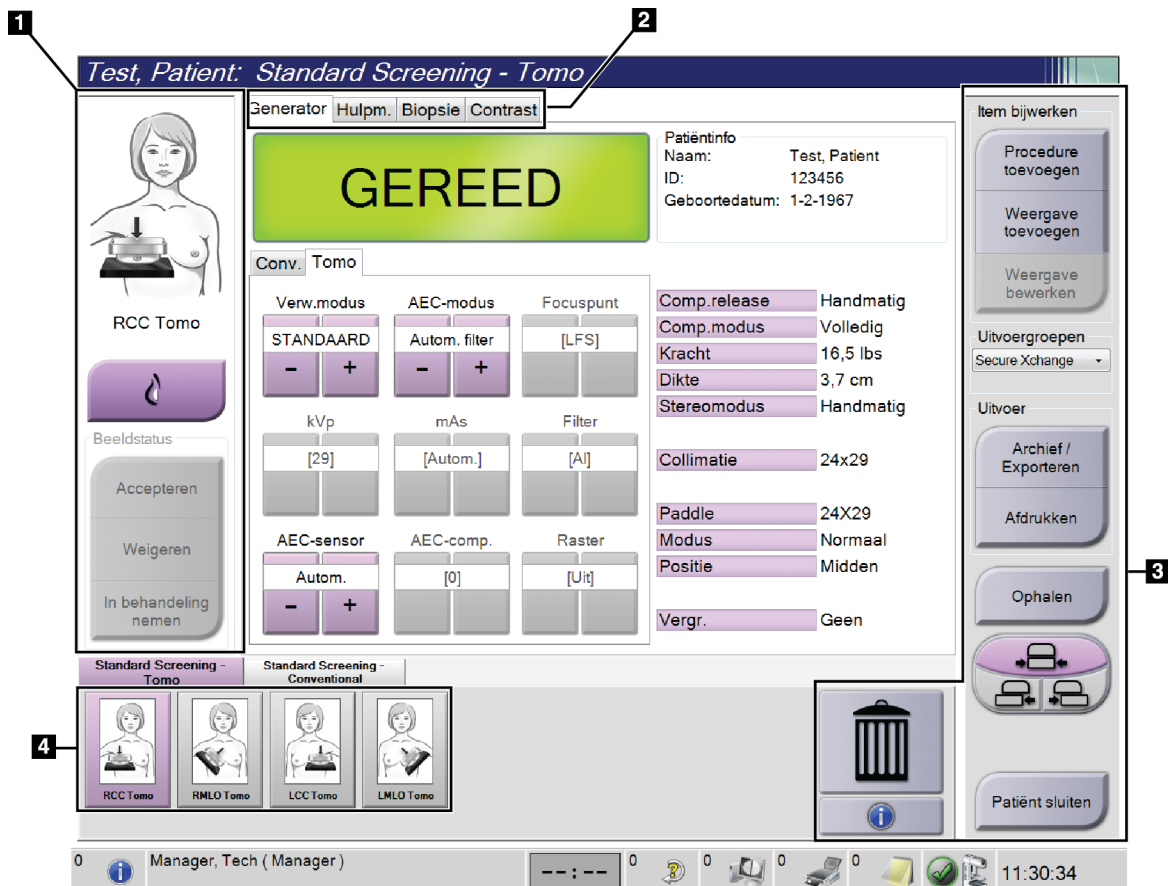 1
2
Test, Patient: Standard Screening - Tomo
Generator Hulpm. Biopsie Contrast
GEREED
Patiëntinfo
Naam: Test, Patient
ID: 123456
Geboortedatum: 1-2-1967
RCC Tomo
Beeldstatus
Accepteren
Weigeren
In behandeling
nemen
Conv. Tomo
Verw.modus AEC-modus Focuspunt
STANDAARD Autom. filter [LFS]
- + - +
kVp mAs Filter
[29] [Autom.] [Al]
AEC-sensor AEC-comp. Raster
Autom. [0] [Uit]
- +
Comp.release Handmatig
Comp.modus Volledig
Kracht 16,5 lbs
Dikte 3,7 cm
Stereomodus Handmatig
Collimatie 24x29
Paddle 24X29
Modus Normaal
Positie Midden
Vergr. Geen
Item bijwerken
Procedure
toevoegen
Weergave
toevoegen
Weergave
bewerken
Uitvoergroepen
Secure Xchange
Uitvoer
Archief /
Exporteren
Afdrukken
3
Ophalen
Patiënt sluiten
Standard Screening -
Tomo
Standard Screening -
Conventional
4
RCC Tomo
RMLO Tomo
LCC Tomo
LMLO Tomo
i
0 i Manager, Tech ( Manager ) --:-- 0 ? 0 0 0 11:30:34